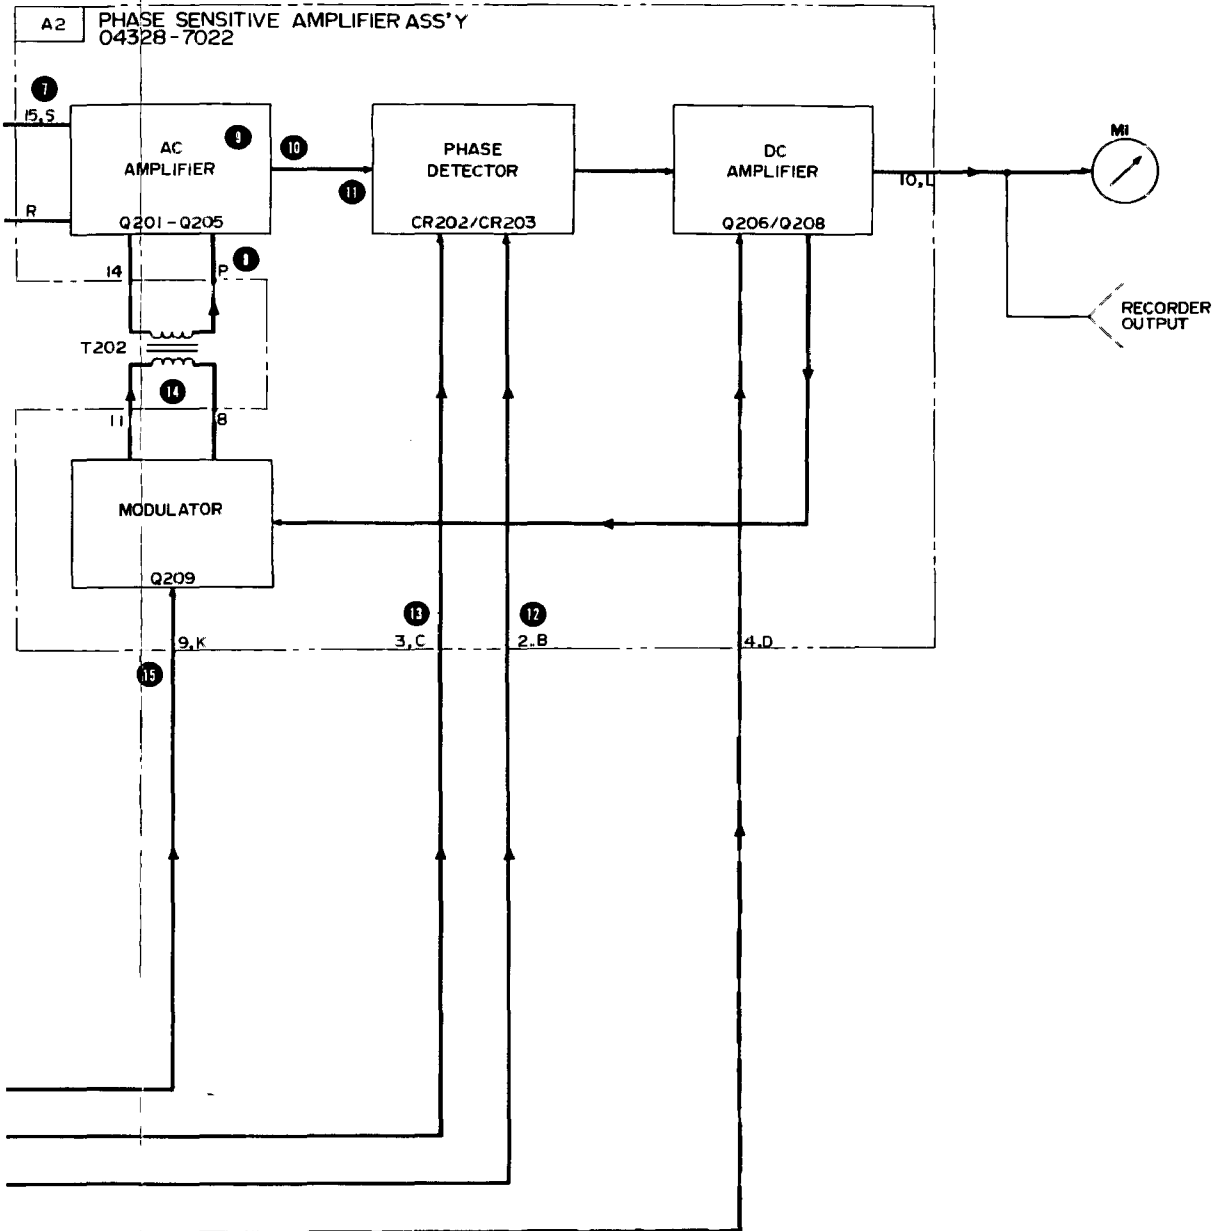 A2
PHASE SENSITIVE AMPLIFIER ASS'Y
04328-7022
7
15,S
AC
AMPLIFIER
9
Q201-Q205
R
10
11
PHASE
DETECTOR
CR202/CR203
DC
AMPLIFIER
Q206/Q208
10,L
M1
RECORDER
OUTPUT
14
P
8
T202
14
11
8
MODULATOR
Q209
9,K
15
13
3,C
12
2,B
4,D